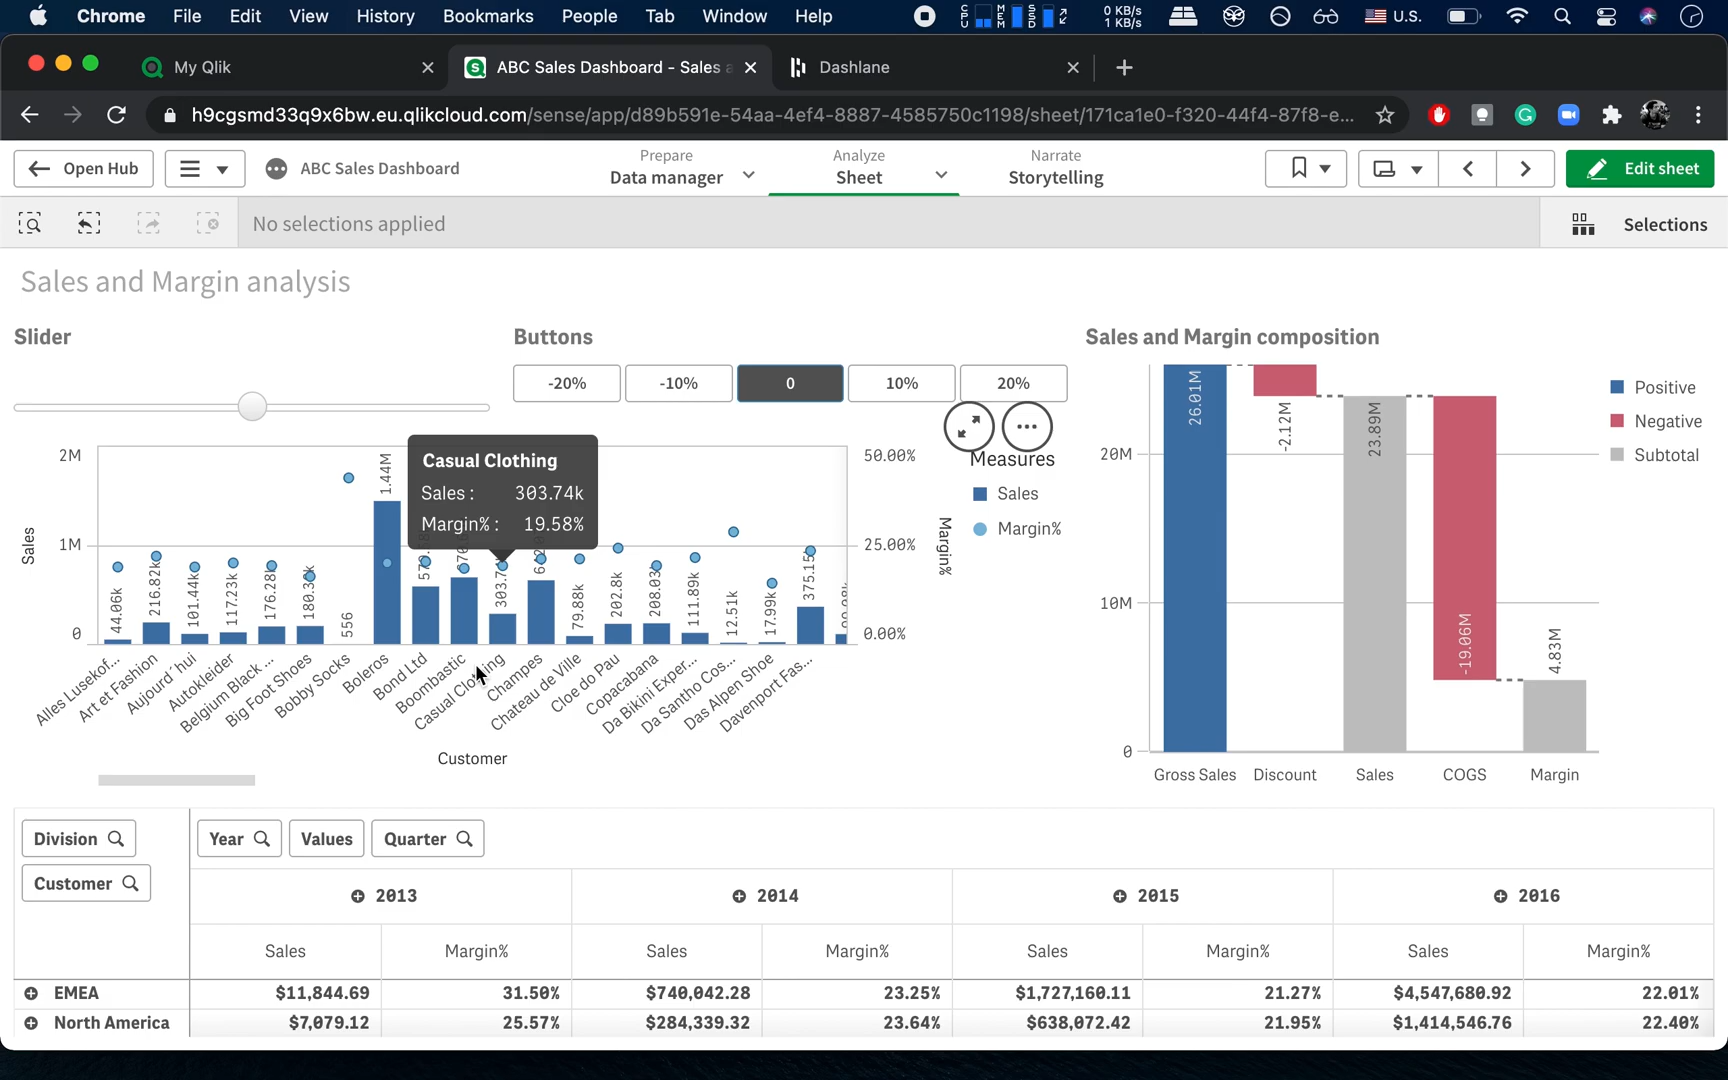 Chrome File Edit View History Bookmarks People Tab Window Help
CPU MEM SSD 0 KB/s 1 KB/s U.S.
My Qlik
ABC Sales Dashboard - Sales a
Dashlane
h9cgsmd33q9x6bw.eu.qlikcloud.com/sense/app/d89b591e-54aa-4ef4-8887-4585750c1198/sheet/171ca1e0-f320-44f4-87f8-e...
Open Hub
ABC Sales Dashboard
Prepare
Data manager
Analyze
Sheet
Narrate
Storytelling
Edit sheet
No selections applied
Selections
Sales and Margin analysis
Slider
Buttons
-20% -10% 0 10% 20%
Casual Clothing
Sales : 303.74k
Margin% : 19.58%
2M
1M
0
Sales
44.06k
216.82k
101.44k
117.23k
176.28k
180.3
556
1.44M
303.7
79.88k
202.8k
208.03k
111.89k
12.51k
17.99k
375.15
50.00%
25.00%
0.00%
Margin%
Measures
Sales
Margin%
Alles Lusekof...
Art et Fashion
Aujourd´hui
Autokleider
Belgium Black ...
Big Foot Shoes
Bobby Socks
Boleros
Bond Ltd
Boombastic
Casual Clothing
Champes
Chateau de Ville
Cloe do Pau
Copacabana
Da Bikini Exper...
Da Santho Cos...
Das Alpen Shoe
Davenport Fas...
Customer
Sales and Margin composition
20M
10M
0
26.01M
-2.12M
23.89M
-19.06M
4.83M
Gross Sales
Discount
Sales
COGS
Margin
Positive
Negative
Subtotal
Division
Customer
Year
Values
Quarter
2013 2014 2015 2016
Sales Margin% Sales Margin% Sales Margin% Sales Margin%
EMEA $11,844.69 31.50% $740,042.28 23.25% $1,727,160.11 21.27% $4,547,680.92 22.01%
North America $7,079.12 25.57% $284,339.32 23.64% $638,072.42 21.95% $1,414,546.76 22.40%